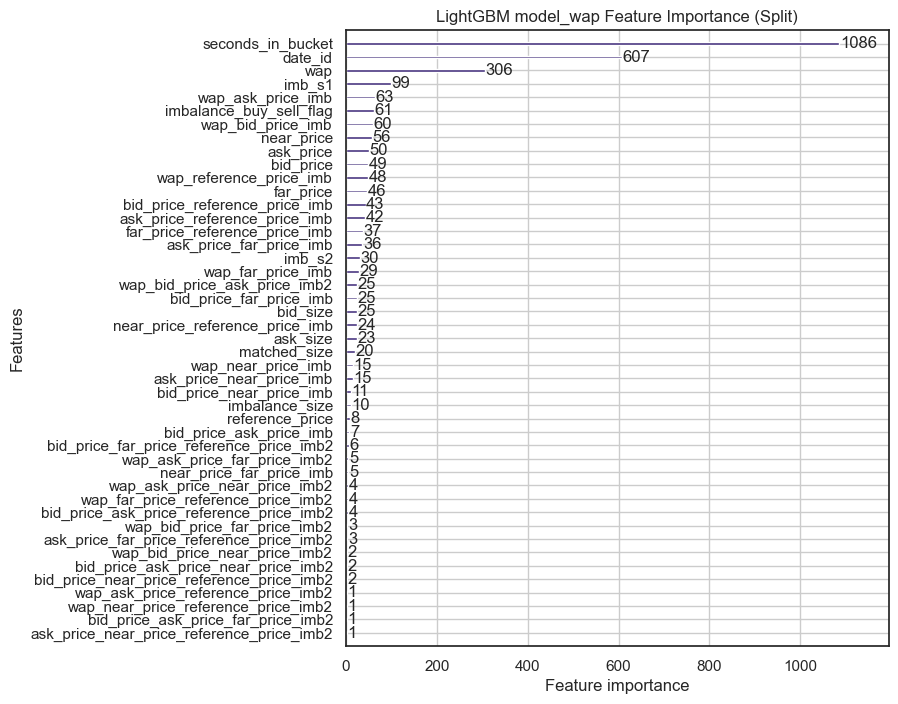 LightGBM model_wap Feature Importance (Split)
seconds_in_bucket 1086
date_id 607
wap 306
imb_s1 99
wap_ask_price_imb 63
imbalance_buy_sell_flag 61
wap_bid_price_imb 60
near_price 56
ask_price 50
bid_price 49
wap_reference_price_imb 48
far_price 46
bid_price_reference_price_imb 43
ask_price_reference_price_imb 42
far_price_reference_price_imb 37
ask_price_far_price_imb 36
imb_s2 30
wap_far_price_imb 29
wap_bid_price_ask_price_imb2 25
bid_price_far_price_imb 25
bid_size 25
near_price_reference_price_imb 24
ask_size 23
matched_size 20
wap_near_price_imb 15
ask_price_near_price_imb 15
bid_price_near_price_imb 11
imbalance_size 10
reference_price 8
bid_price_ask_price_imb 7
bid_price_far_price_reference_price_imb2 6
wap_ask_price_far_price_imb2 5
near_price_far_price_imb 5
wap_ask_price_near_price_imb2 4
wap_far_price_reference_price_imb2 4
bid_price_ask_price_reference_price_imb2 4
wap_bid_price_far_price_imb2 3
ask_price_far_price_reference_price_imb2 3
wap_bid_price_near_price_imb2 2
bid_price_ask_price_near_price_imb2 2
bid_price_near_price_reference_price_imb2 2
wap_ask_price_reference_price_imb2 1
wap_near_price_reference_price_imb2 1
bid_price_ask_price_far_price_imb2 1
ask_price_near_price_reference_price_imb2 1
Features
0 200 400 600 800 1000
Feature importance